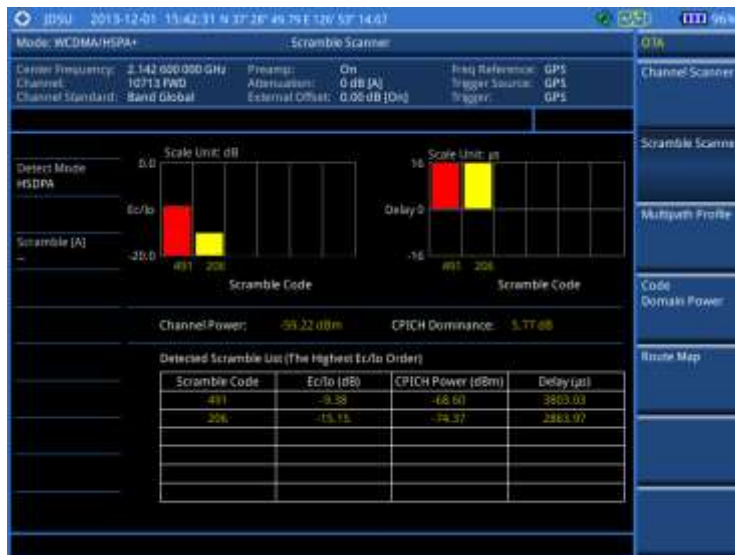 JDSU 2013-12-01 15:42:31 N 37° 28' 49.79 E 126° 53' 14.67 96%
Mode: WCDMA/HSPA+ Scramble Scanner OTA
Center Frequency: 2.142 600 000 GHz Preamp: On Freq Reference: GPS
Channel: 10713 FWD Attenuation: 0 dB [A] Trigger Source: GPS
Channel Standard: Band Global External Offset: 0.00 dB [On] Trigger: GPS
Channel Scanner
Scramble Scanne
Multipath Profile
Code
Domain Power
Route Map
Detect Mode
HSDPA
Scramble [A]
--
Scale Unit: dB
0.0
Ec/Io
-20.0
491 206
Scramble Code
Scale Unit: µs
16
Delay 0
-16
491 206
Scramble Code
Channel Power: -59.22 dBm CPICH Dominance: 5.77 dB
Detected Scramble List (The Highest Ec/Io Order)
Scramble Code Ec/Io (dB) CPICH Power (dBm) Delay (µs)
491 -9.38 -68.60 3803.03
206 -15.15 -74.37 2863.97